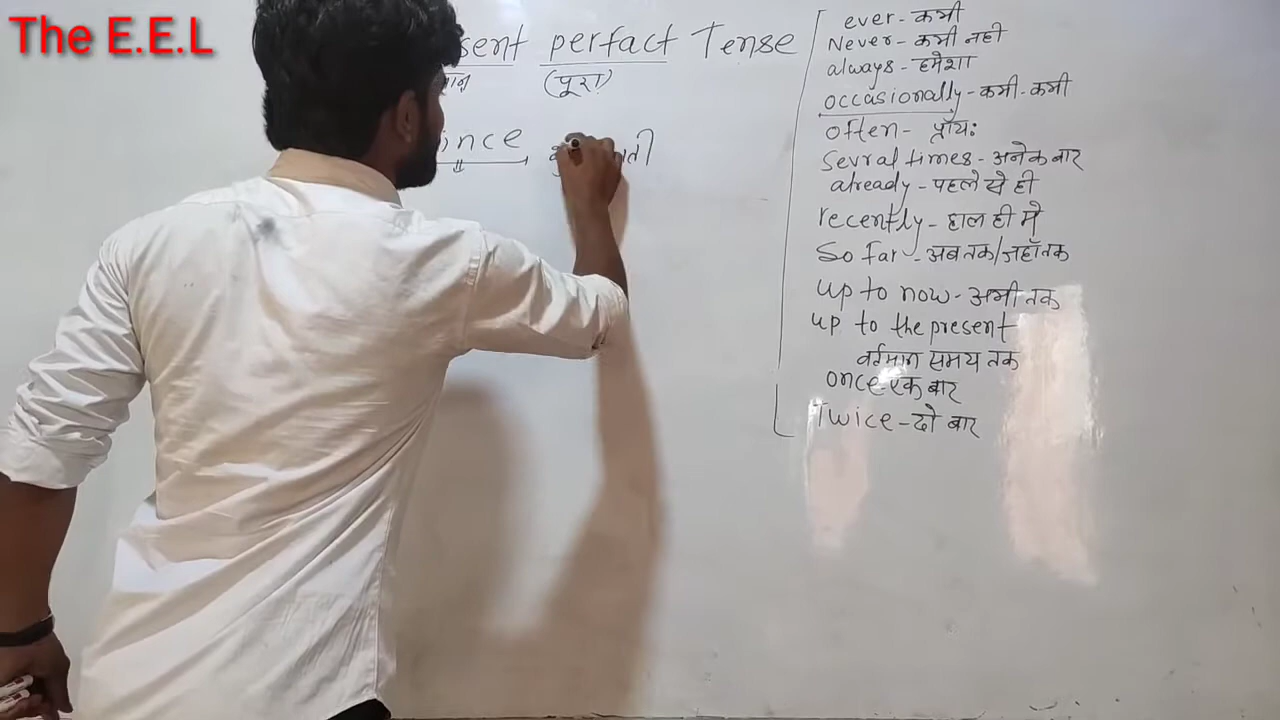 The E.E.L
sent perfact Tense
(पूरा)
ince
ever - कभी
Never - कभी नही
always - हमेशा
occasionally - कभी-कभी
often - प्रायः
Sevral times - अनेक बार
already - पहले से ही
recently - हाल ही मे
So far - अब तक/जहाँ तक
up to now - अभी तक
up to the present
वर्तमान समय तक
once - एक बार
Twice - दो बार